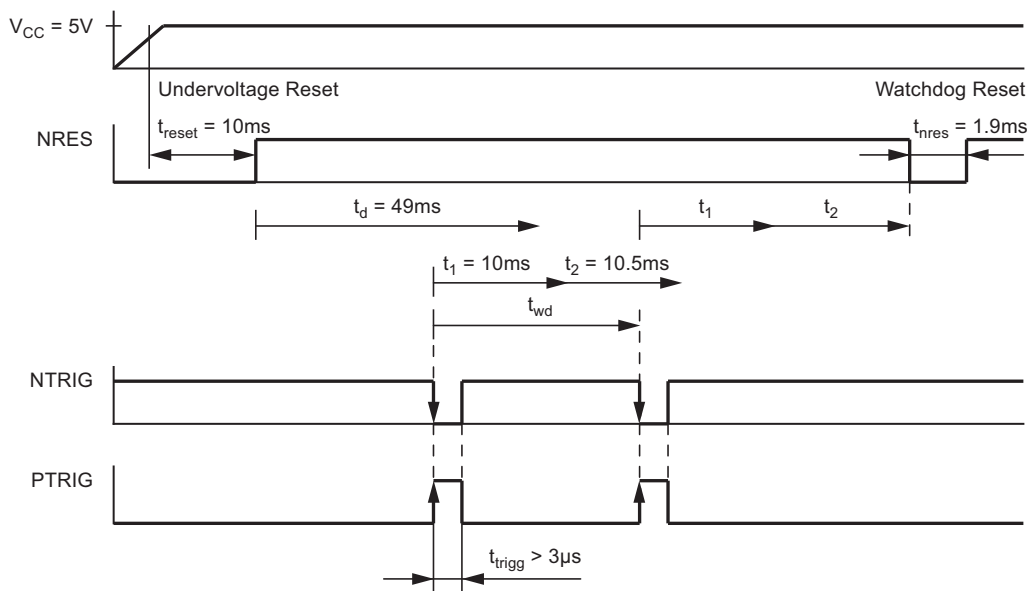 V_CC = 5V
Undervoltage Reset
Watchdog Reset
NRES
t_reset = 10ms
t_nres = 1.9ms
t_d = 49ms
t_1
t_2
t_1 = 10ms
t_2 = 10.5ms
t_wd
NTRIG
PTRIG
t_trigg > 3µs